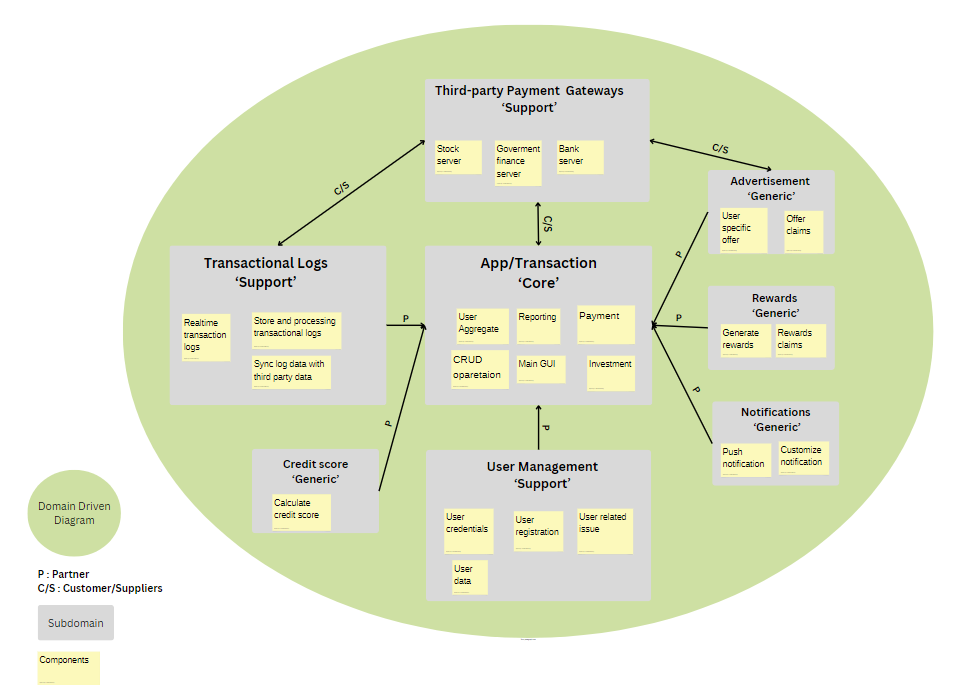 Third-party Payment  Gateways
‘Support’
Stock
server
Goverment
finance
server
Bank
server
C/S
C/S
C/S
Advertisement
‘Generic’
User
specific
offer
Offer
claims
Transactional Logs
‘Support’
Realtime
transaction
logs
Store and processing
transactional logs
Sync log data with
third party data
P
App/Transaction
‘Core’
User
Aggregate
Reporting
Payment
CRUD
oparetaion
Main GUI
Investment
P
P
P
Rewards
‘Generic’
Generate
rewards
Rewards
claims
Notifications
‘Generic’
Push
notification
Customize
notification
P
P
Credit score
‘Generic’
Calculate
credit score
User Management
‘Support’
User
credentials
User
registration
User related
issue
User
data
Domain Driven
Diagram
P : Partner
C/S : Customer/Suppliers
Subdomain
Components